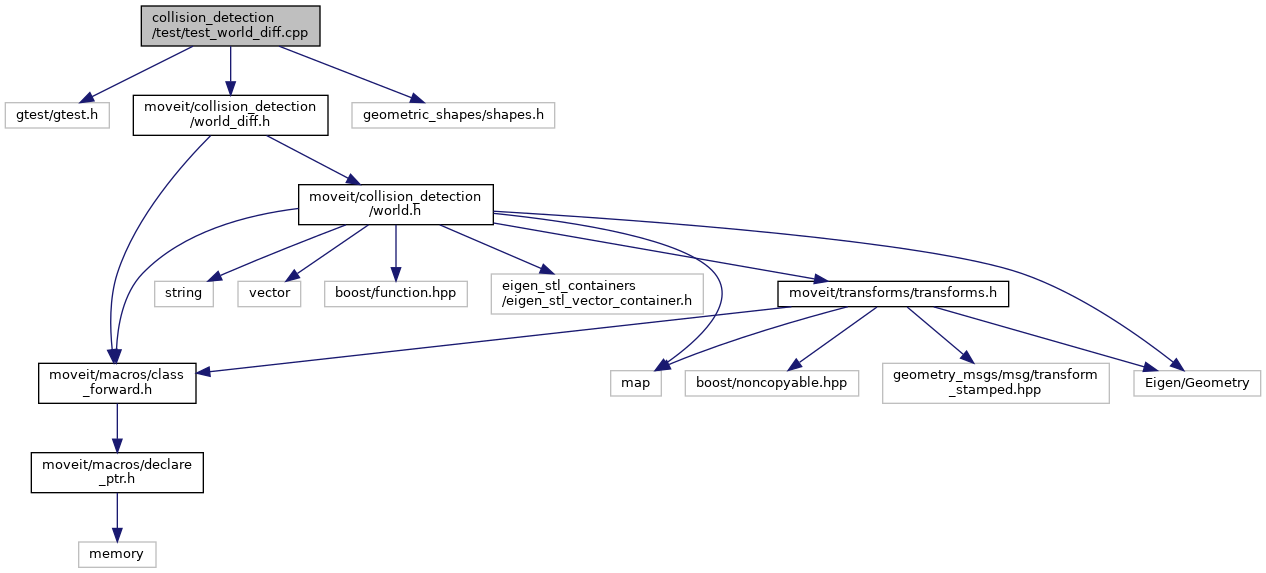 collision_detection
/test/test_world_diff.cpp
gtest/gtest.h
moveit/collision_detection
/world_diff.h
geometric_shapes/shapes.h
moveit/collision_detection
/world.h
string
vector
boost/function.hpp
eigen_stl_containers
/eigen_stl_vector_container.h
moveit/transforms/transforms.h
moveit/macros/class
_forward.h
map
boost/noncopyable.hpp
geometry_msgs/msg/transform
_stamped.hpp
Eigen/Geometry
moveit/macros/declare
_ptr.h
memory